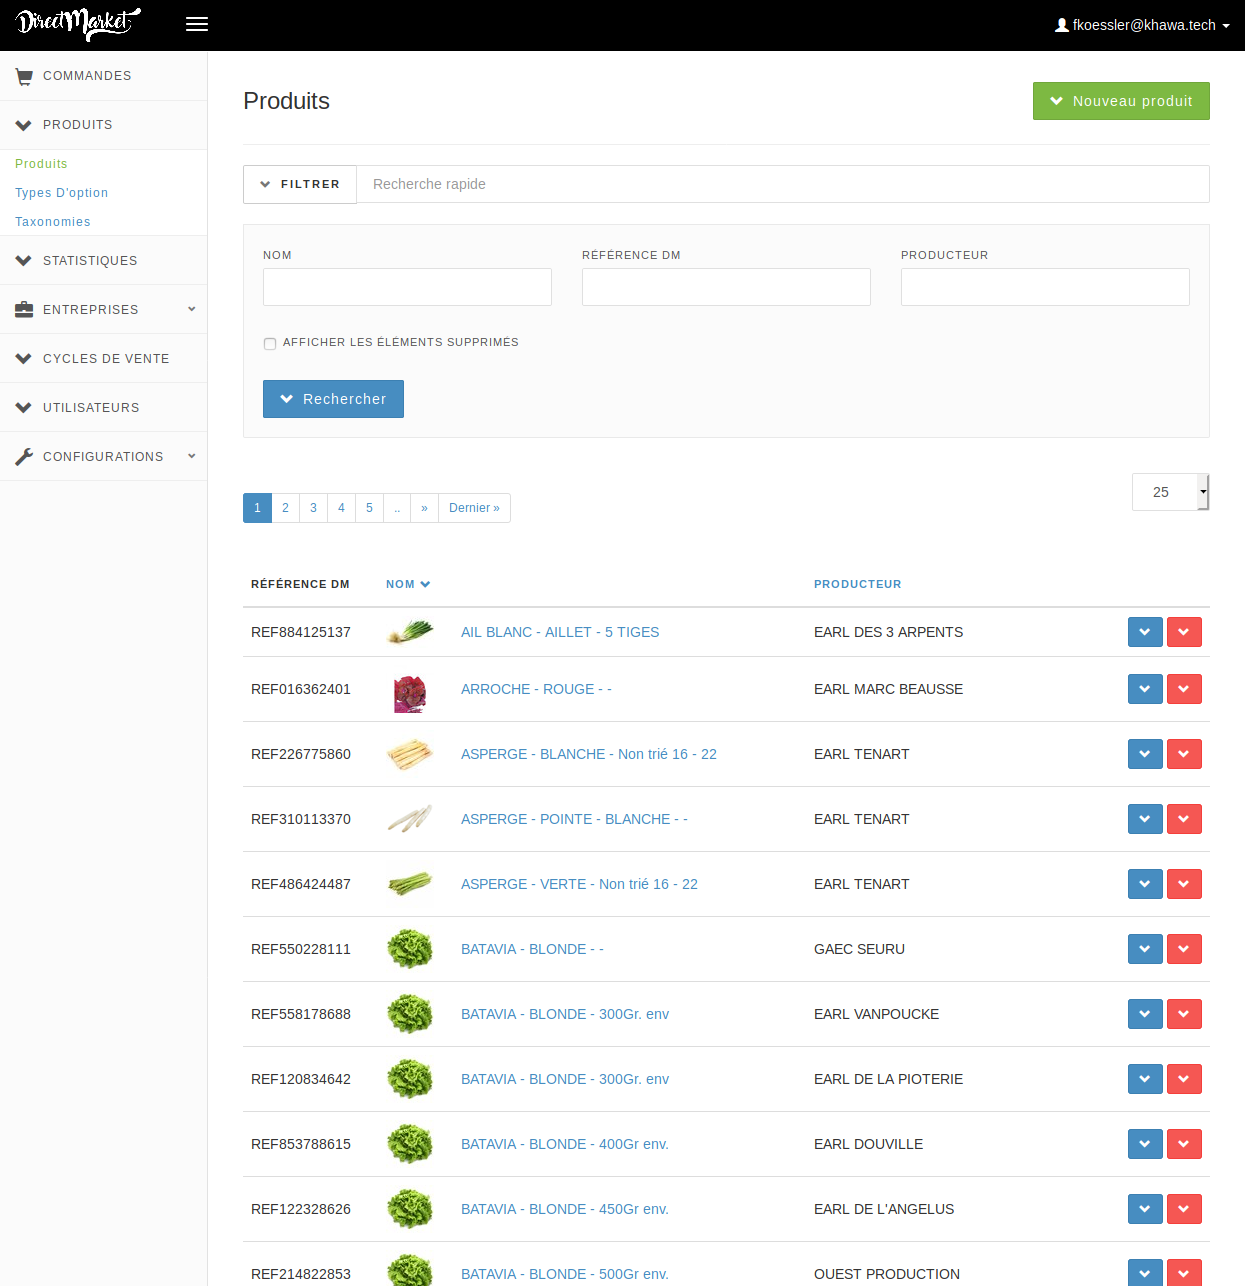 DirectMarket
fkoessler@khawa.tech
COMMANDES
PRODUITS
Produits
Types D'option
Taxonomies
STATISTIQUES
ENTREPRISES
CYCLES DE VENTE
UTILISATEURS
CONFIGURATIONS
Produits
Nouveau produit
FILTRER Recherche rapide
NOM RÉFÉRENCE DM PRODUCTEUR
AFFICHER LES ÉLÉMENTS SUPPRIMÉS
Rechercher
25
1 2 3 4 5 .. » Dernier »
RÉFÉRENCE DM NOM PRODUCTEUR
REF884125137 AIL BLANC - AILLET - 5 TIGES EARL DES 3 ARPENTS
REF016362401 ARROCHE - ROUGE - - EARL MARC BEAUSSE
REF226775860 ASPERGE - BLANCHE - Non trié 16 - 22 EARL TENART
REF310113370 ASPERGE - POINTE - BLANCHE - - EARL TENART
REF486424487 ASPERGE - VERTE - Non trié 16 - 22 EARL TENART
REF550228111 BATAVIA - BLONDE - - GAEC SEURU
REF558178688 BATAVIA - BLONDE - 300Gr. env EARL VANPOUCKE
REF120834642 BATAVIA - BLONDE - 300Gr. env EARL DE LA PIOTERIE
REF853788615 BATAVIA - BLONDE - 400Gr env. EARL DOUVILLE
REF122328626 BATAVIA - BLONDE - 450Gr env. EARL DE L'ANGELUS
REF214822853 BATAVIA - BLONDE - 500Gr env. OUEST PRODUCTION